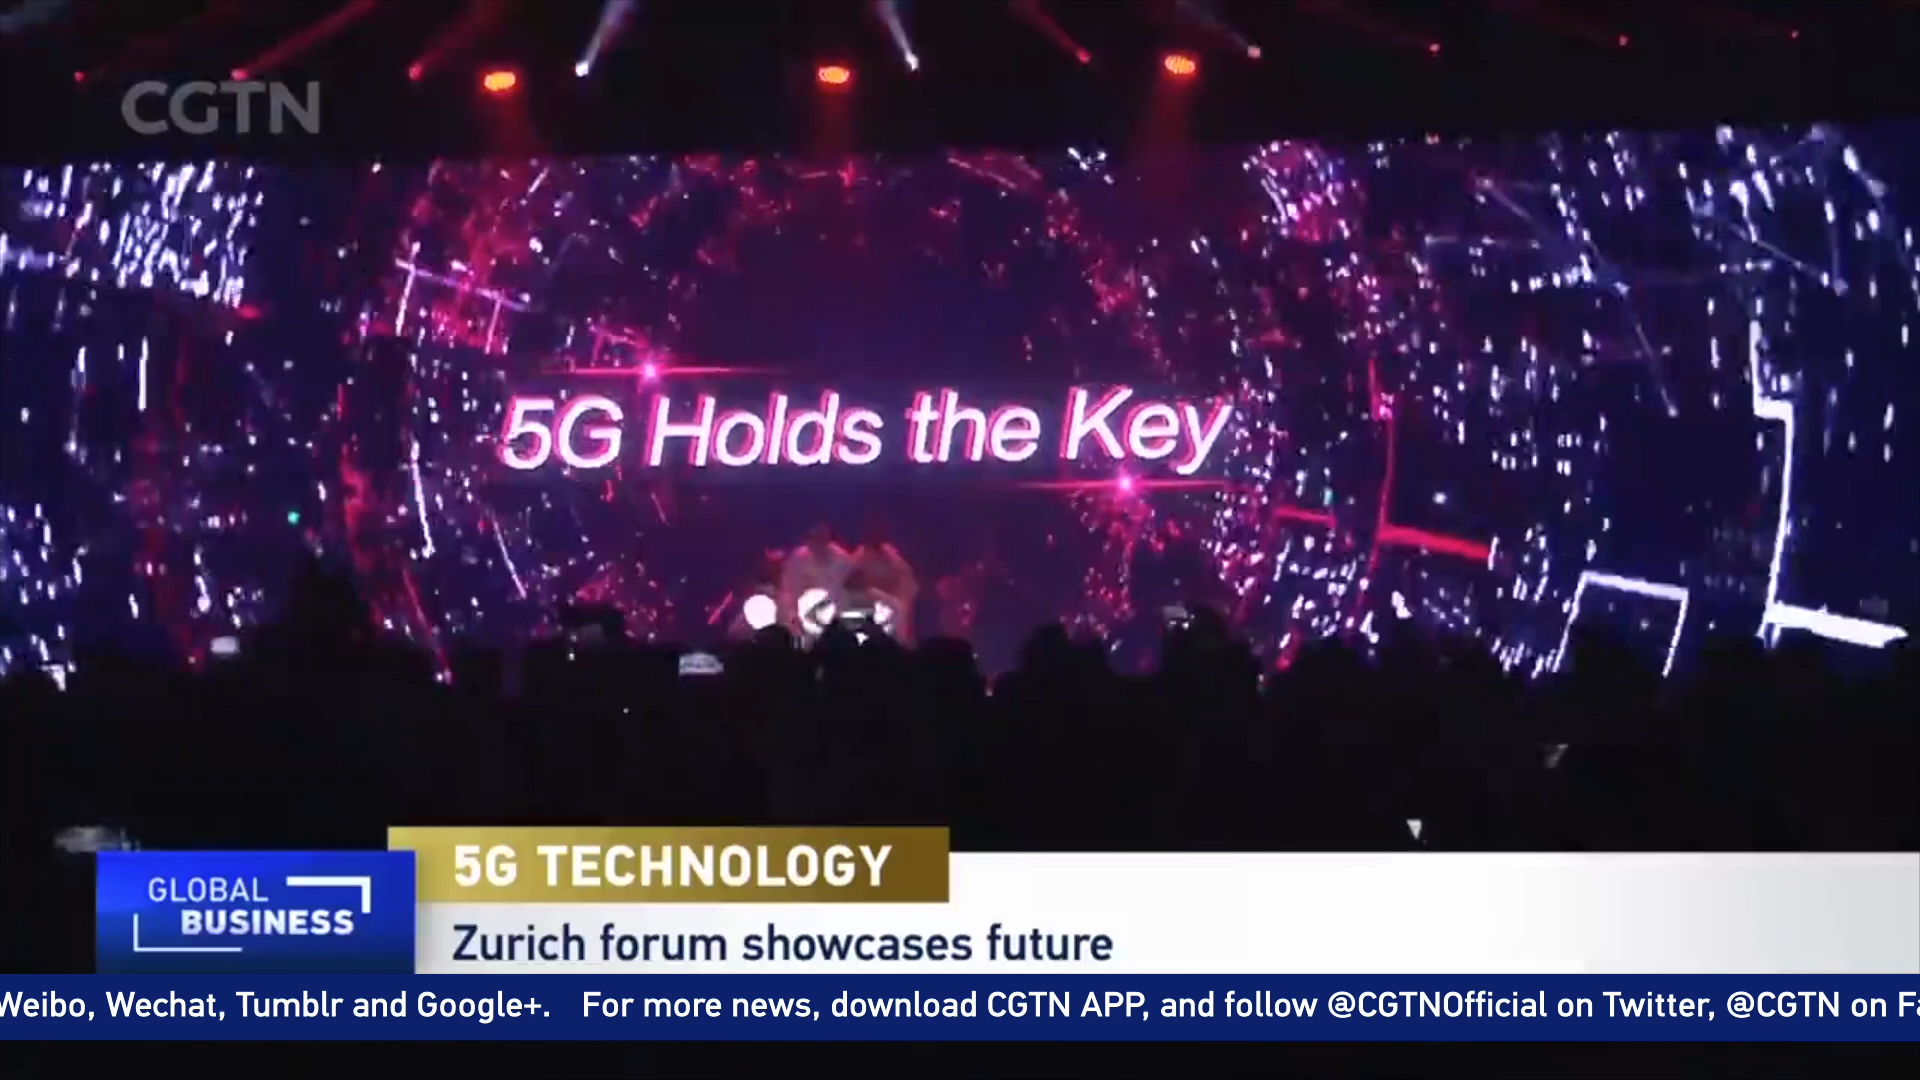 CGTN
5G Holds the Key
5G TECHNOLOGY
GLOBAL
BUSINESS
Zurich forum showcases future
Weibo, Wechat, Tumblr and Google+. For more news, download CGTN APP, and follow @CGTNOfficial on Twitter, @CGTN on Fa